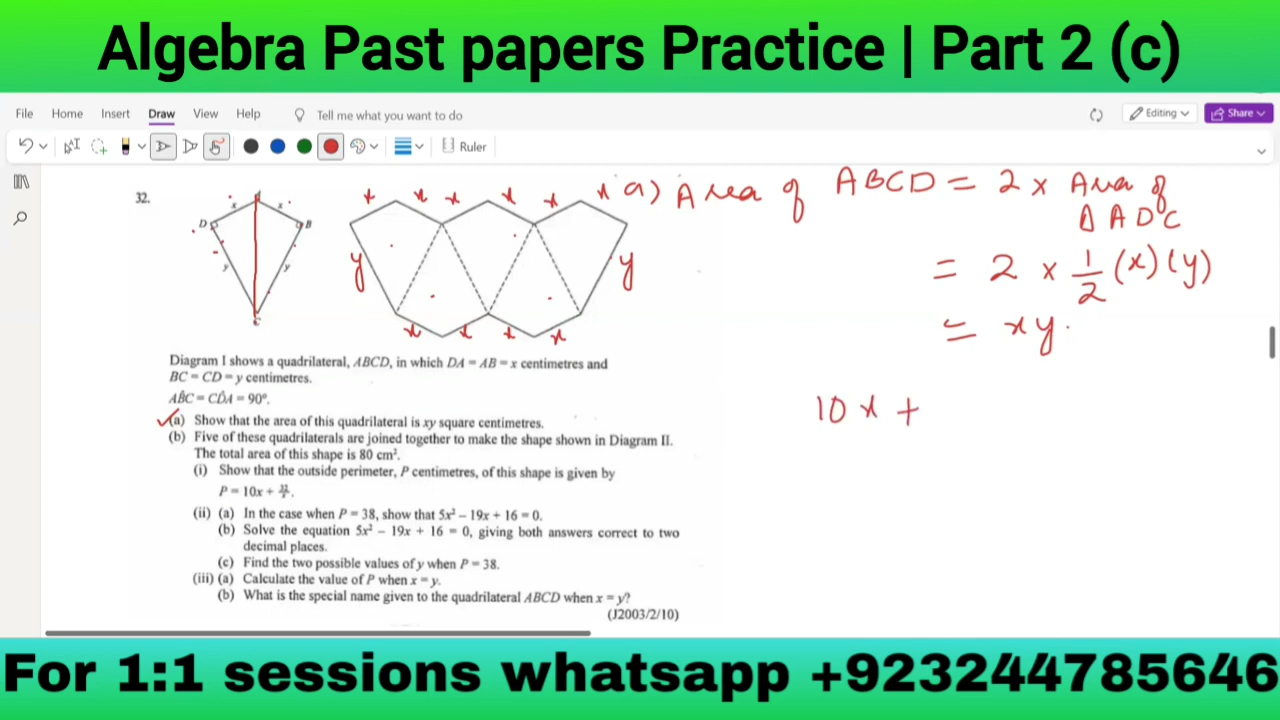 Algebra Past papers Practice | Part 2 (c)
File Home Insert Draw View Help Tell me what you want to do Editing Share
Ruler
32.
D x x B
y y
C
x x x x x x
y y
x x x x
a) Area of ABCD = 2 x Area of
Δ ADC
= 2 x 1/2 (x)(y)
= xy.
10x +
Diagram I shows a quadrilateral, ABCD, in which DA = AB = x centimetres and
BC = CD = y centimetres.
AB̂C = CD̂A = 90°.
(a) Show that the area of this quadrilateral is xy square centimetres.
(b) Five of these quadrilaterals are joined together to make the shape shown in Diagram II.
The total area of this shape is 80 cm².
(i) Show that the outside perimeter, P centimetres, of this shape is given by
P = 10x + 32/x.
(ii) (a) In the case when P = 38, show that 5x² – 19x + 16 = 0.
(b) Solve the equation 5x² – 19x + 16 = 0, giving both answers correct to two
decimal places.
(c) Find the two possible values of y when P = 38.
(iii) (a) Calculate the value of P when x = y.
(b) What is the special name given to the quadrilateral ABCD when x = y?
(J2003/2/10)
For 1:1 sessions whatsapp +923244785646